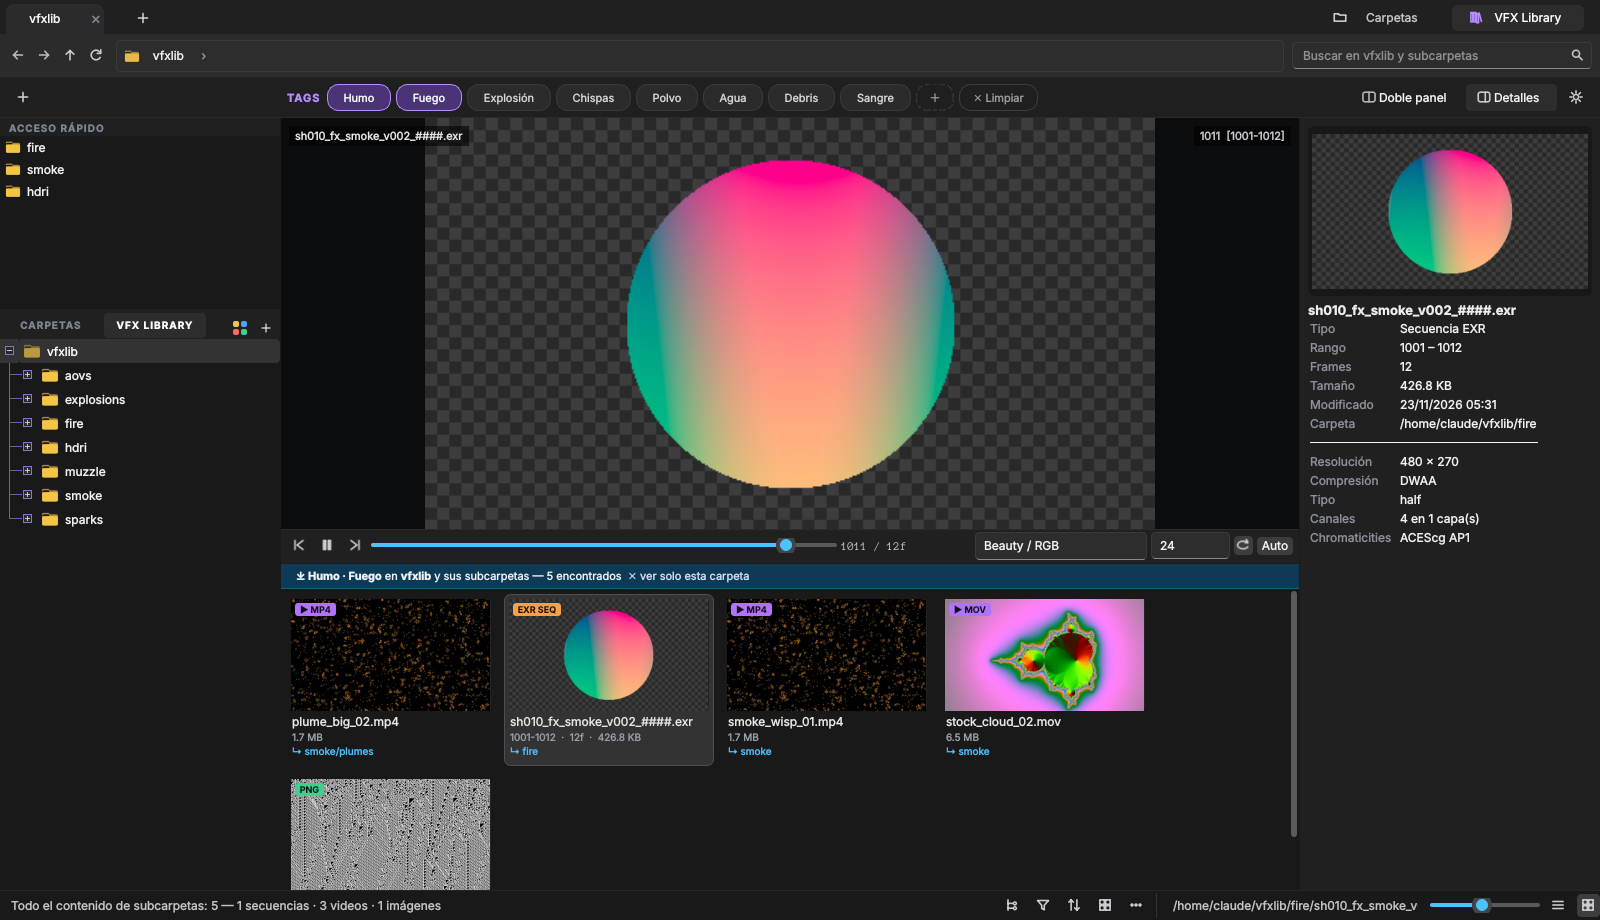 vfxlib
Carpetas
VFX Library
vfxlib
Buscar en vfxlib y subcarpetas
TAGS Humo Fuego Explosión Chispas Polvo Agua Debris Sangre + × Limpiar
Doble panel
Detalles
ACCESO RÁPIDO
fire
smoke
hdri
CARPETAS VFX LIBRARY
vfxlib
aovs
explosions
fire
hdri
muzzle
smoke
sparks
sh010_fx_smoke_v002_####.exr
1011 [1001-1012]
1011 / 12f
Beauty / RGB
24
Auto
Humo · Fuego en vfxlib y sus subcarpetas — 5 encontrados × ver solo esta carpeta
MP4
plume_big_02.mp4
1.7 MB
smoke/plumes
EXR SEQ
sh010_fx_smoke_v002_####.exr
1001-1012 · 12f · 426.8 KB
fire
MP4
smoke_wisp_01.mp4
1.7 MB
smoke
MOV
stock_cloud_02.mov
6.5 MB
smoke
PNG
sh010_fx_smoke_v002_####.exr
Tipo Secuencia EXR
Rango 1001 – 1012
Frames 12
Tamaño 426.8 KB
Modificado 23/11/2026 05:31
Carpeta /home/claude/vfxlib/fire
Resolución 480 × 270
Compresión DWAA
Tipo half
Canales 4 en 1 capa(s)
Chromaticities ACEScg AP1
Todo el contenido de subcarpetas: 5 — 1 secuencias · 3 videos · 1 imágenes
/home/claude/vfxlib/fire/sh010_fx_smoke_v